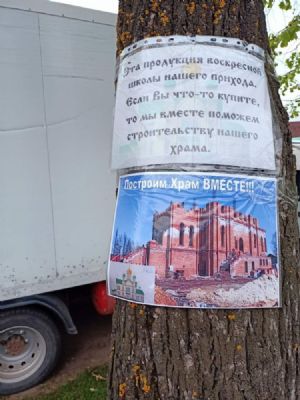 Эта продукция воскресной
школы нашего прихода.
Если Вы что-то купите,
то мы вместе поможем
строительству нашего
храма.
Построим Храм ВМЕСТЕ!!!